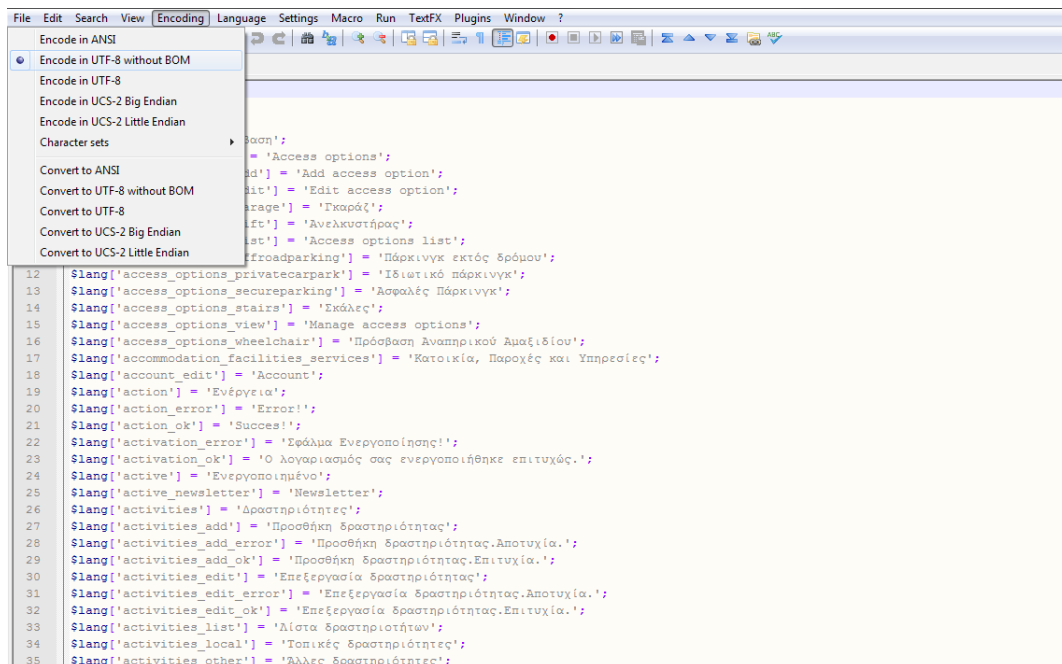 File Edit Search View Encoding Language Settings Macro Run TextFX Plugins Window ?
Encode in ANSI
Encode in UTF-8 without BOM
Encode in UTF-8
Encode in UCS-2 Big Endian
Encode in UCS-2 Little Endian
Character sets
Convert to ANSI
Convert to UTF-8 without BOM
Convert to UTF-8
Convert to UCS-2 Big Endian
Convert to UCS-2 Little Endian
ABC
βαση';
= 'Access options';
dd'] = 'Add access option';
dit'] = 'Edit access option';
arage'] = 'Γκαράζ';
ift'] = 'Ανελκυστήρας';
ist'] = 'Access options list';
ffroadparking'] = 'Πάρκινγκ εκτός δρόμου';
12 $lang['access_options_privatecarpark'] = 'Ιδιωτικό πάρκινγκ';
13 $lang['access_options_secureparking'] = 'Ασφαλές Πάρκινγκ';
14 $lang['access_options_stairs'] = 'Σκάλες';
15 $lang['access_options_view'] = 'Manage access options';
16 $lang['access_options_wheelchair'] = 'Πρόσβαση Αναπηρικού Αμαξιδίου';
17 $lang['accommodation_facilities_services'] = 'Κατοικία, Παροχές και Υπηρεσίες';
18 $lang['account_edit'] = 'Account';
19 $lang['action'] = 'Ενέργεια';
20 $lang['action_error'] = 'Error!';
21 $lang['action_ok'] = 'Succes!';
22 $lang['activation_error'] = 'Σφάλμα Ενεργοποίησης!';
23 $lang['activation_ok'] = 'Ο λογαριασμός σας ενεργοποιήθηκε επιτυχώς.';
24 $lang['active'] = 'Ενεργοποιημένο';
25 $lang['active_newsletter'] = 'Newsletter';
26 $lang['activities'] = 'Δραστηριότητες';
27 $lang['activities_add'] = 'Προσθήκη δραστηριότητας';
28 $lang['activities_add_error'] = 'Προσθήκη δραστηριότητας.Αποτυχία.';
29 $lang['activities_add_ok'] = 'Προσθήκη δραστηριότητας.Επιτυχία.';
30 $lang['activities_edit'] = 'Επεξεργασία δραστηριότητας';
31 $lang['activities_edit_error'] = 'Επεξεργασία δραστηριότητας.Αποτυχία.';
32 $lang['activities_edit_ok'] = 'Επεξεργασία δραστηριότητας.Επιτυχία.';
33 $lang['activities_list'] = 'Λίστα δραστηριοτήτων';
34 $lang['activities_local'] = 'Τοπικές δραστηριότητες';
35 $lang['activities_other'] = 'Άλλες δραστηριότητες';